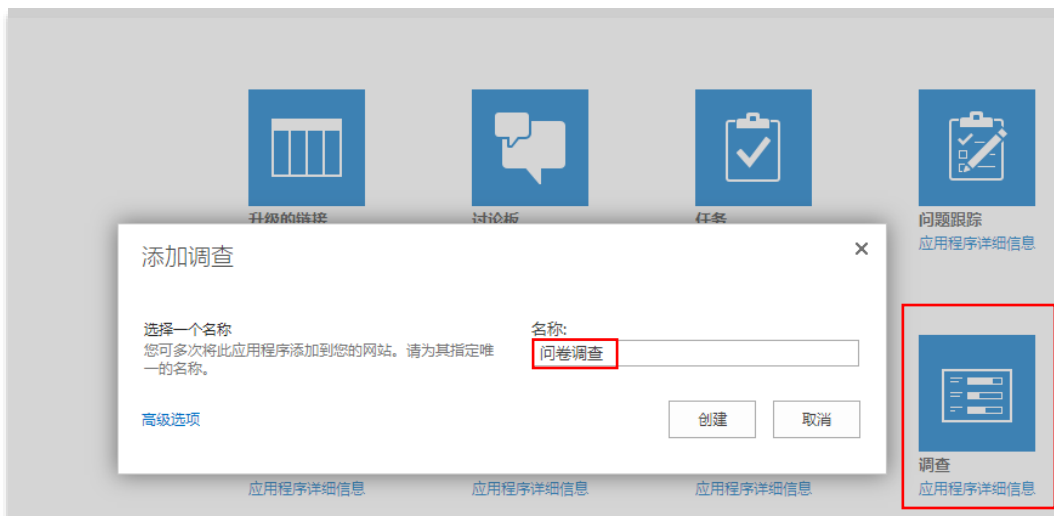 升级的链接
讨论板
任务
问题跟踪
应用程序详细信息
添加调查
选择一个名称
您可多次将此应用程序添加到您的网站。请为其指定唯
一的名称。
名称:
问卷调查
高级选项
创建
取消
调查
应用程序详细信息
应用程序详细信息
应用程序详细信息
应用程序详细信息